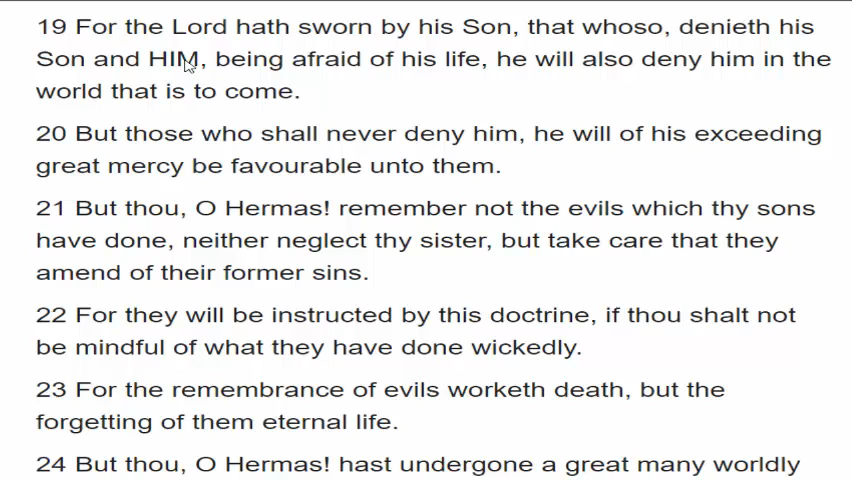 19 For the Lord hath sworn by his Son, that whoso, denieth his
Son and HIM, being afraid of his life, he will also deny him in the
world that is to come.
20 But those who shall never deny him, he will of his exceeding
great mercy be favourable unto them.
21 But thou, O Hermas! remember not the evils which thy sons
have done, neither neglect thy sister, but take care that they
amend of their former sins.
22 For they will be instructed by this doctrine, if thou shalt not
be mindful of what they have done wickedly.
23 For the remembrance of evils worketh death, but the
forgetting of them eternal life.
24 But thou, O Hermas! hast undergone a great many worldly